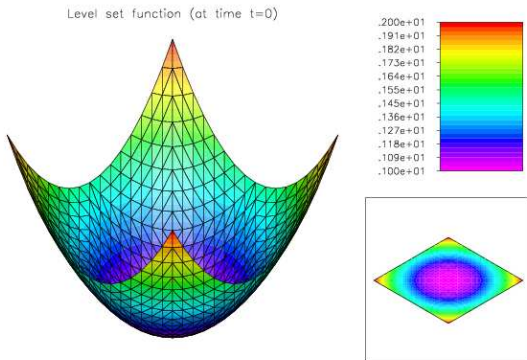 Level set function (at time t=0)
.200e+01
.191e+01
.182e+01
.173e+01
.164e+01
.155e+01
.145e+01
.136e+01
.127e+01
.118e+01
.109e+01
.100e+01